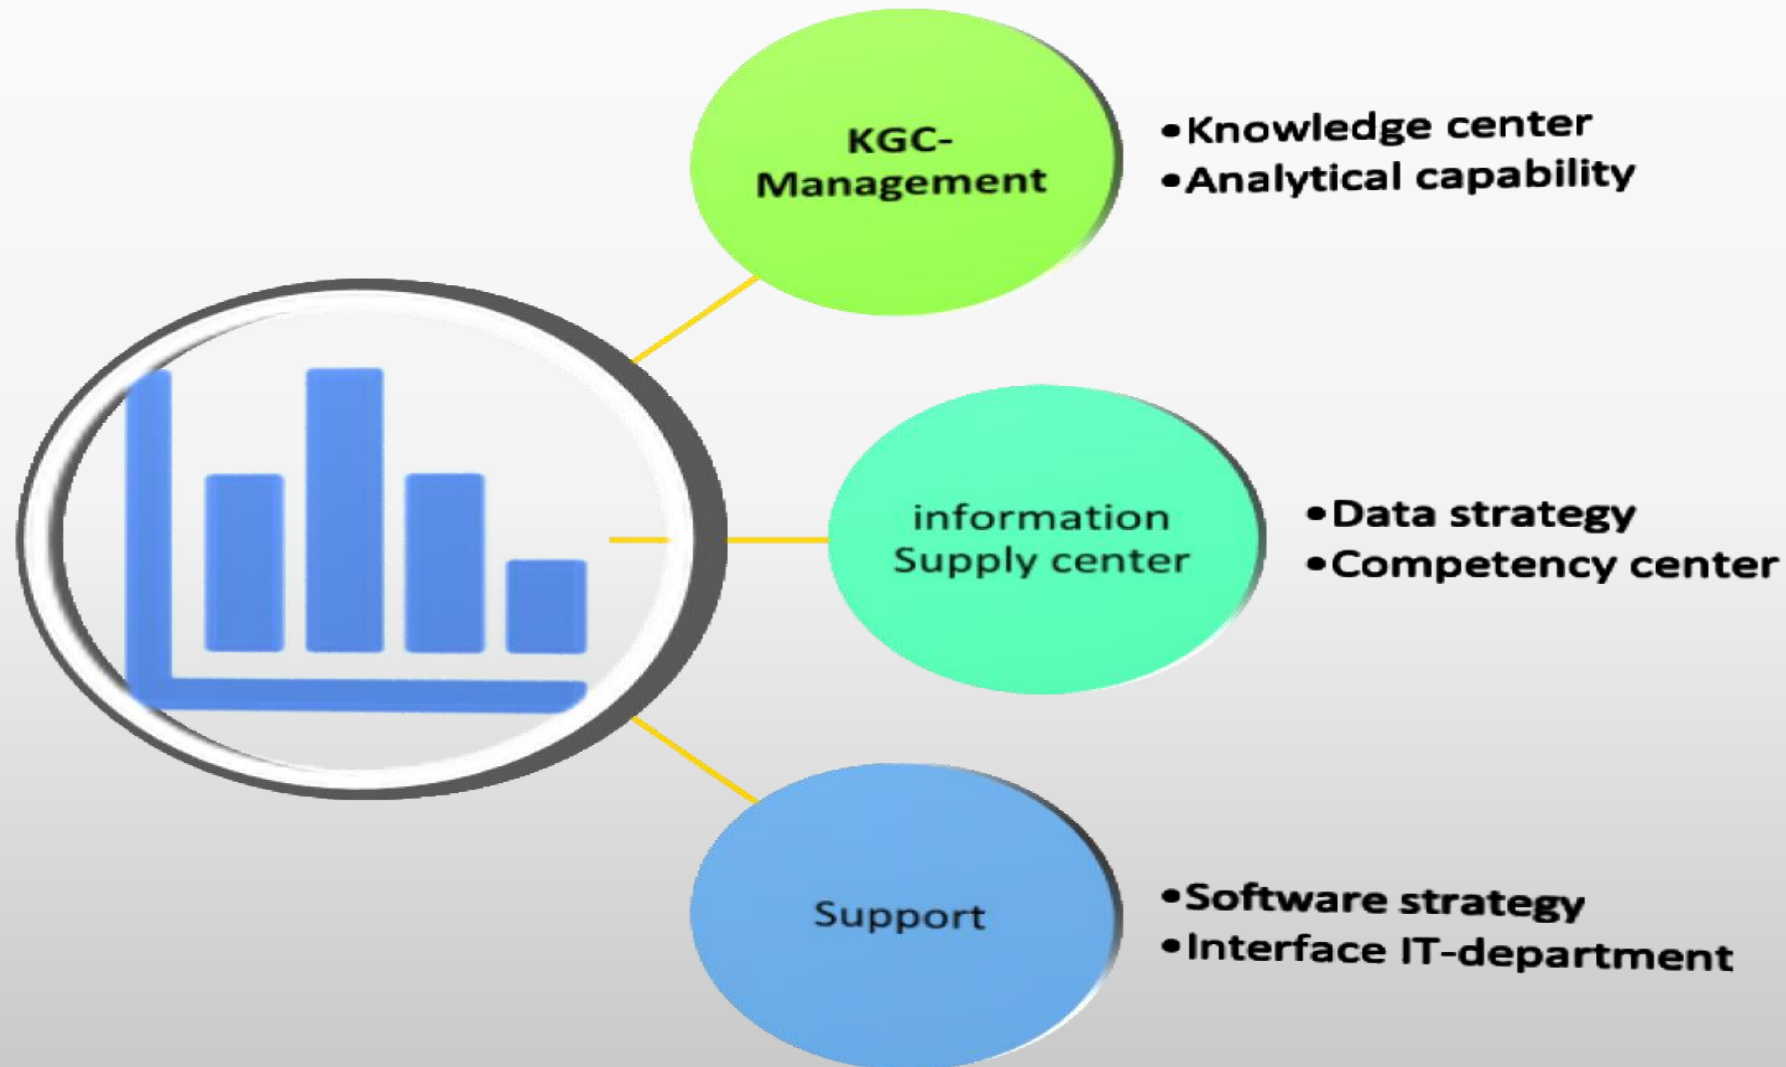 KGC-
Management
•Knowledge center
•Analytical capability
information
Supply center
•Data strategy
•Competency center
Support
•Software strategy
•Interface IT-department